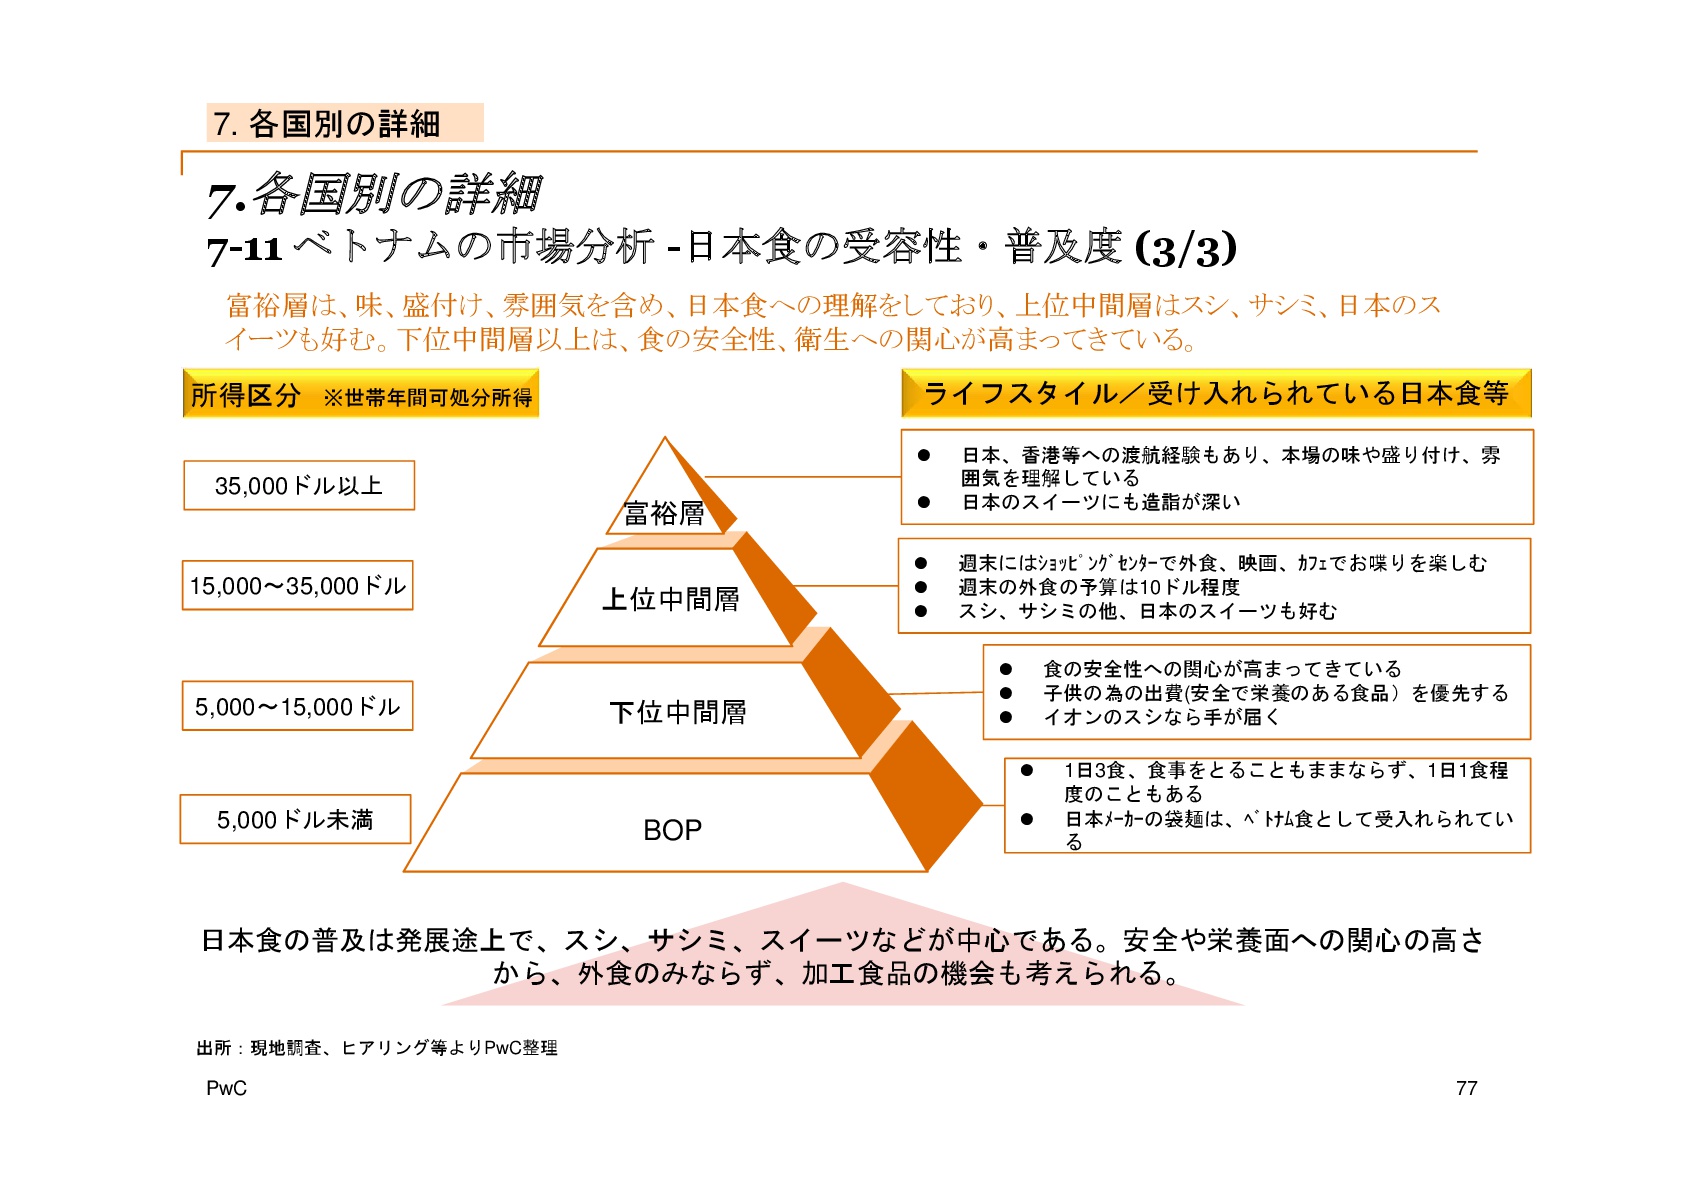 7. 各国別の詳細
7.各国別の詳細
7-11 ベトナムの市場分析 -日本食の受容性・普及度 (3/3)
富裕層は、味、盛付け、雰囲気を含め、日本食への理解をしており、上位中間層はスシ、サシミ、日本のス
イーツも好む。下位中間層以上は、食の安全性、衛生への関心が高まってきている。
所得区分 ※世帯年間可処分所得
ライフスタイル／受け入れられている日本食等
35,000ドル以上
富裕層
● 日本、香港等への渡航経験もあり、本場の味や盛り付け、雰
囲気を理解している
● 日本のスイーツにも造詣が深い
15,000～35,000ドル
上位中間層
● 週末にはｼｮｯﾋﾟﾝｸﾞｾﾝﾀｰで外食、映画、ｶﾌｪでお喋りを楽しむ
● 週末の外食の予算は10ドル程度
● スシ、サシミの他、日本のスイーツも好む
5,000～15,000ドル
下位中間層
● 食の安全性への関心が高まってきている
● 子供の為の出費(安全で栄養のある食品）を優先する
● イオンのスシなら手が届く
5,000ドル未満
BOP
● 1日3食、食事をとることもままならず、1日1食程
度のこともある
● 日本ﾒｰｶｰの袋麺は、ﾍﾞﾄﾅﾑ食として受入れられてい
る
日本食の普及は発展途上で、スシ、サシミ、スイーツなどが中心である。安全や栄養面への関心の高さ
から、外食のみならず、加工食品の機会も考えられる。
出所：現地調査、ヒアリング等よりPwC整理
PwC
77